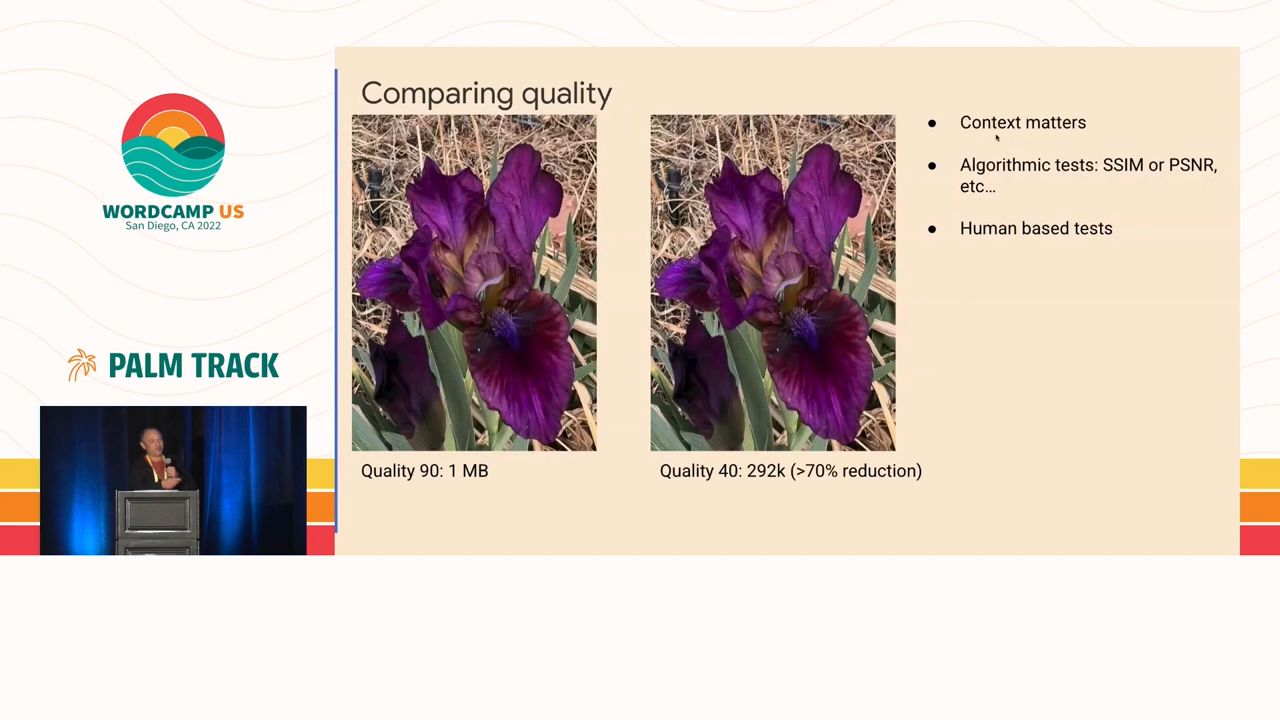 WORDCAMP US
San Diego, CA 2022
PALM TRACK
Comparing quality
Quality 90: 1 MB
Quality 40: 292k (>70% reduction)
● Context matters
● Algorithmic tests: SSIM or PSNR,
etc…
● Human based tests